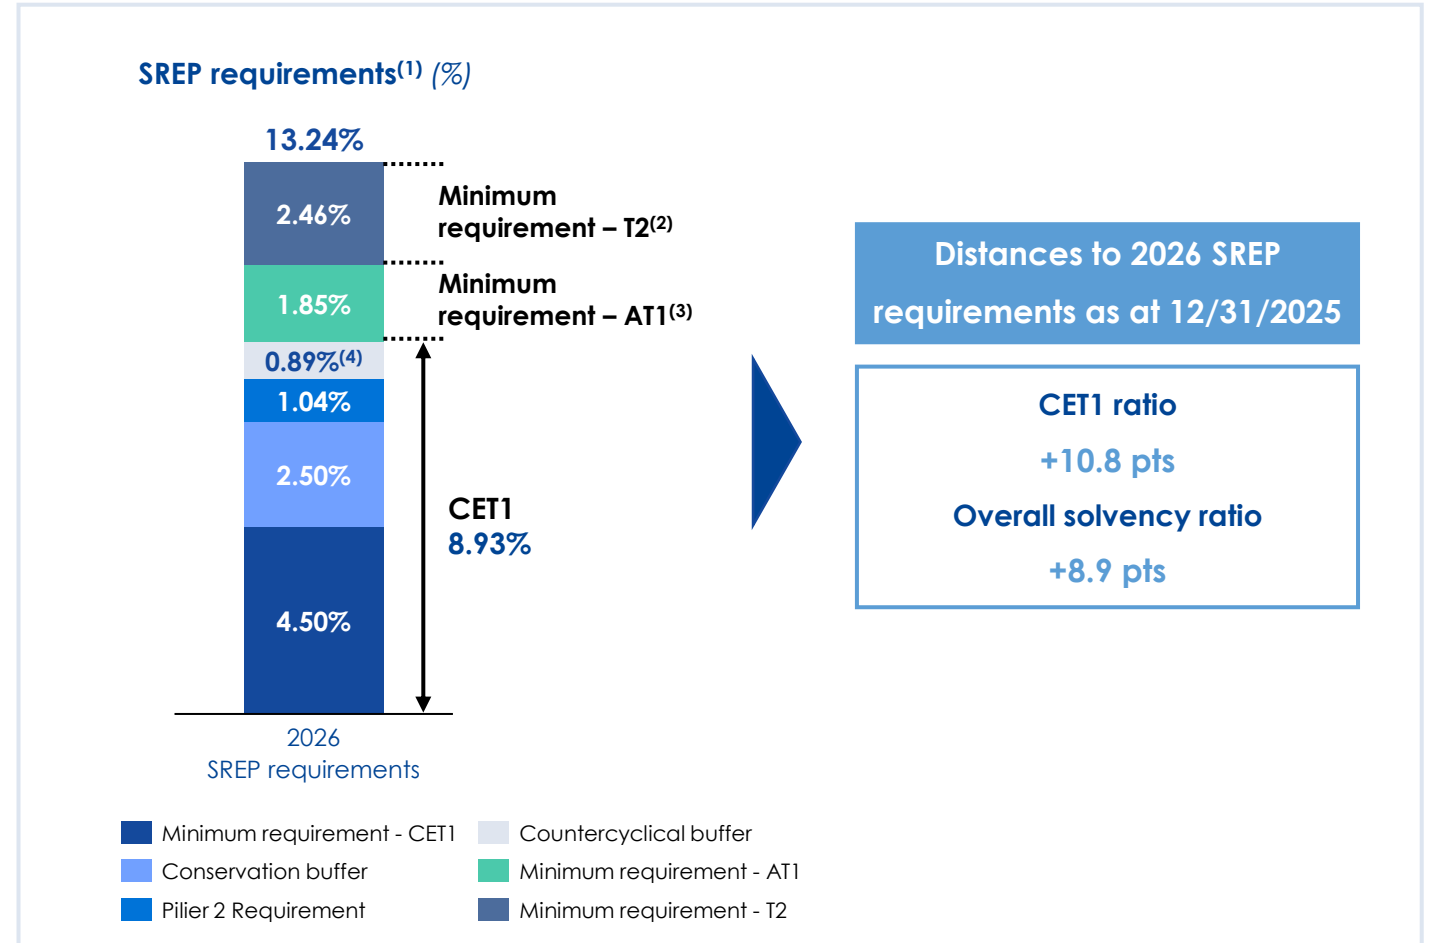 SREP requirements(1) (%)
13.24%
2.46%
Minimum
requirement – T2(2)
1.85%
Minimum
requirement – AT1(3)
0.89%(4)
1.04%
2.50%
4.50%
CET1
8.93%
2026
SREP requirements
Distances to 2026 SREP
requirements as at 12/31/2025
CET1 ratio
+10.8 pts
Overall solvency ratio
+8.9 pts
Minimum requirement - CET1
Countercyclical buffer
Conservation buffer
Minimum requirement - AT1
Pilier 2 Requirement
Minimum requirement - T2